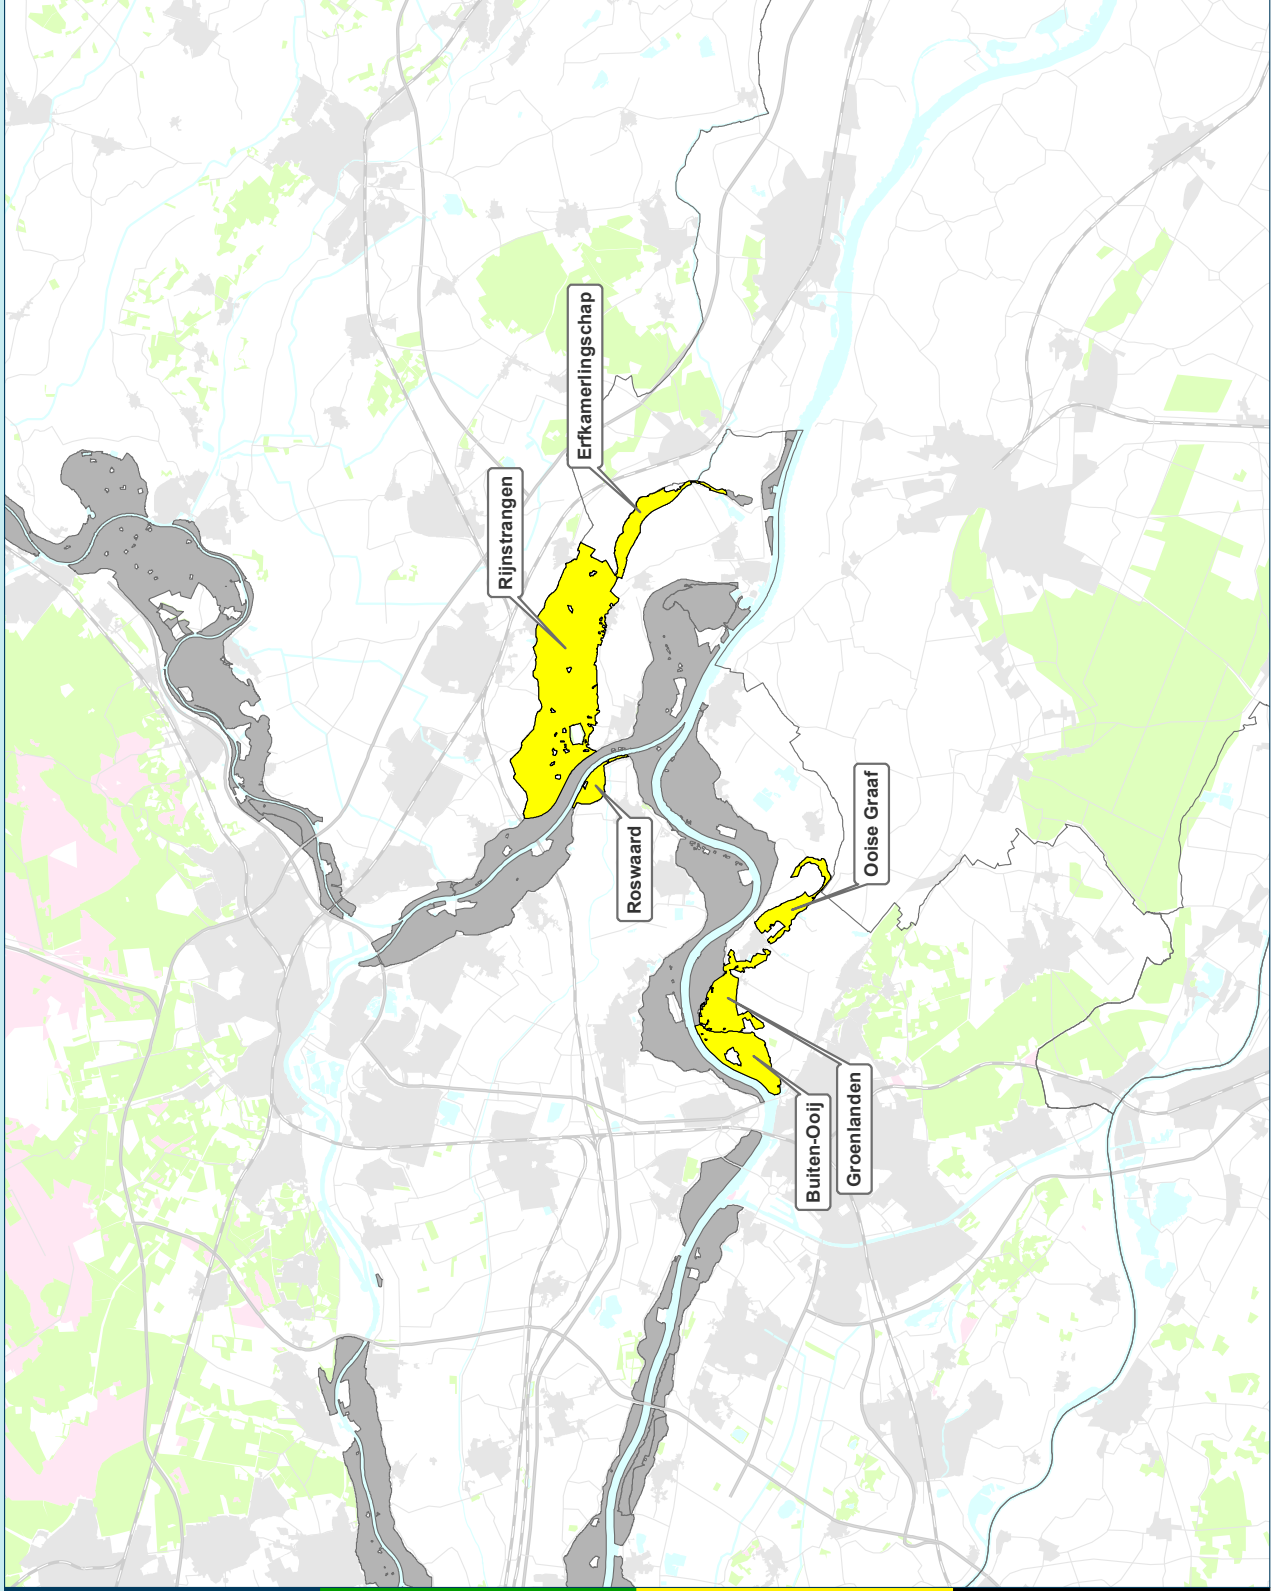 Erfkamerlingschap
Rijnstrangen
Roswaard
Ooise Graaf
Groenlanden
Buiten-Ooij